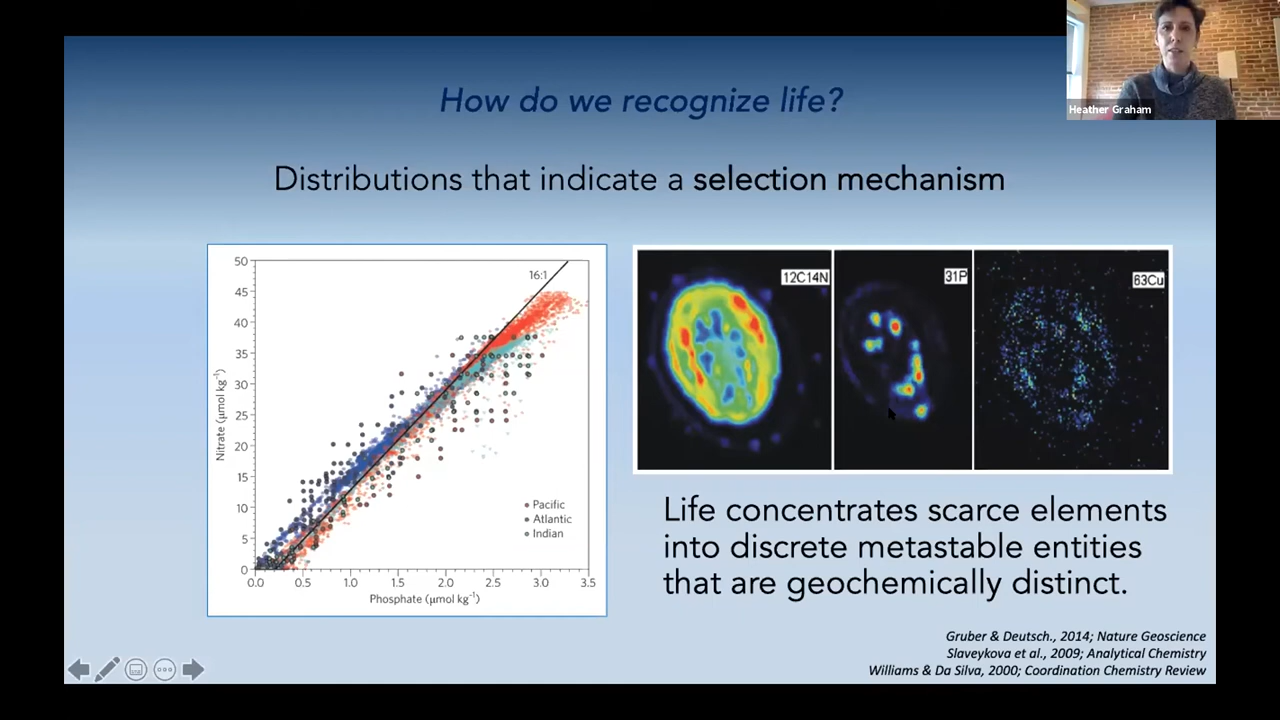 Heather Graham
How do we recognize life?
Distributions that indicate a selection mechanism
50
45
40
35
30
25
20
15
10
5
0
Nitrate (μmol kg⁻¹)
16:1
Pacific
Atlantic
Indian
0.0 0.5 1.0 1.5 2.0 2.5 3.0 3.5
Phosphate (μmol kg⁻¹)
12C14N
31P
63Cu
Life concentrates scarce elements
into discrete metastable entities
that are geochemically distinct.
Gruber & Deutsch., 2014; Nature Geoscience
Slaveykova et al., 2009; Analytical Chemistry
Williams & Da Silva, 2000; Coordination Chemistry Review